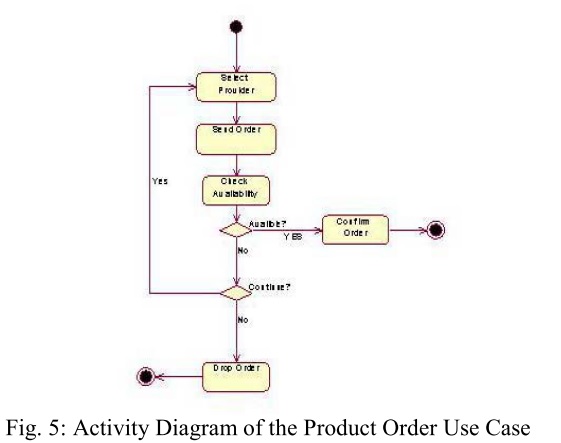 Select
Provider
Send Order
Check
Availability
Availble?
YES
Confirm
Order
No
Yes
Continue?
No
Drop Order
Fig. 5: Activity Diagram of the Product Order Use Case